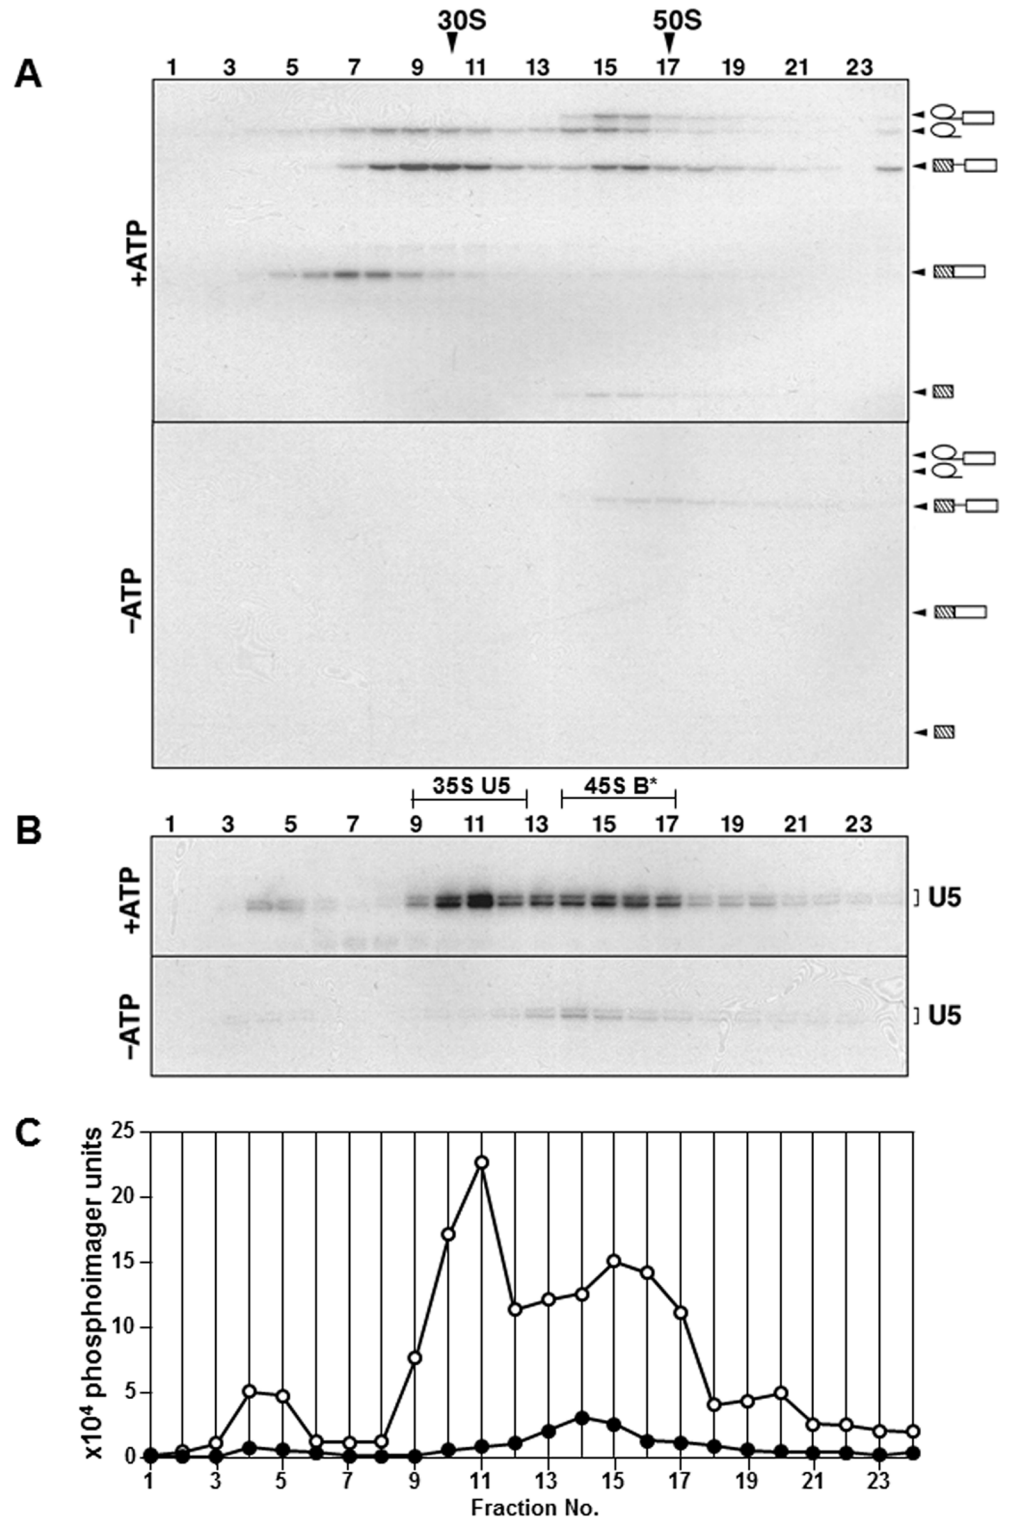 30S 50S
A
1 3 5 7 9 11 13 15 17 19 21 23
+ATP
–ATP
35S U5 45S B*
B
1 3 5 7 9 11 13 15 17 19 21 23
+ATP
U5
–ATP
U5
C
x10⁴ phosphoimager units
25
20
15
10
5
0
1 3 5 7 9 11 13 15 17 19 21 23
Fraction No.